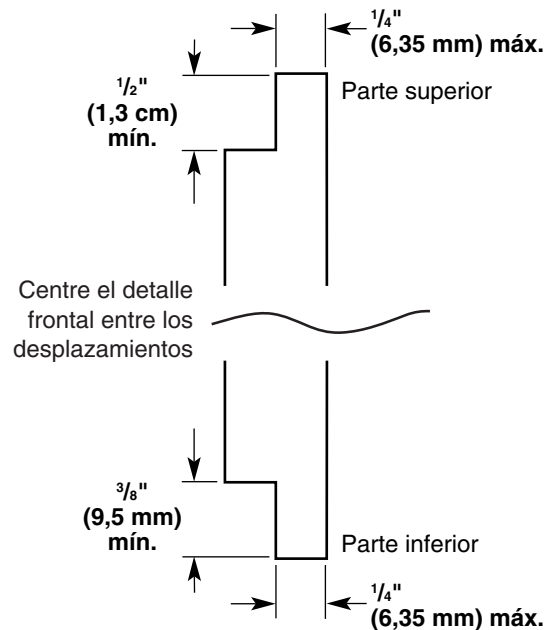 1/4"
(6,35 mm) máx.
1/2"
(1,3 cm)
mín.
Parte superior
Centre el detalle
frontal entre los
desplazamientos
3/8"
(9,5 mm)
mín.
Parte inferior
1/4"
(6,35 mm) máx.